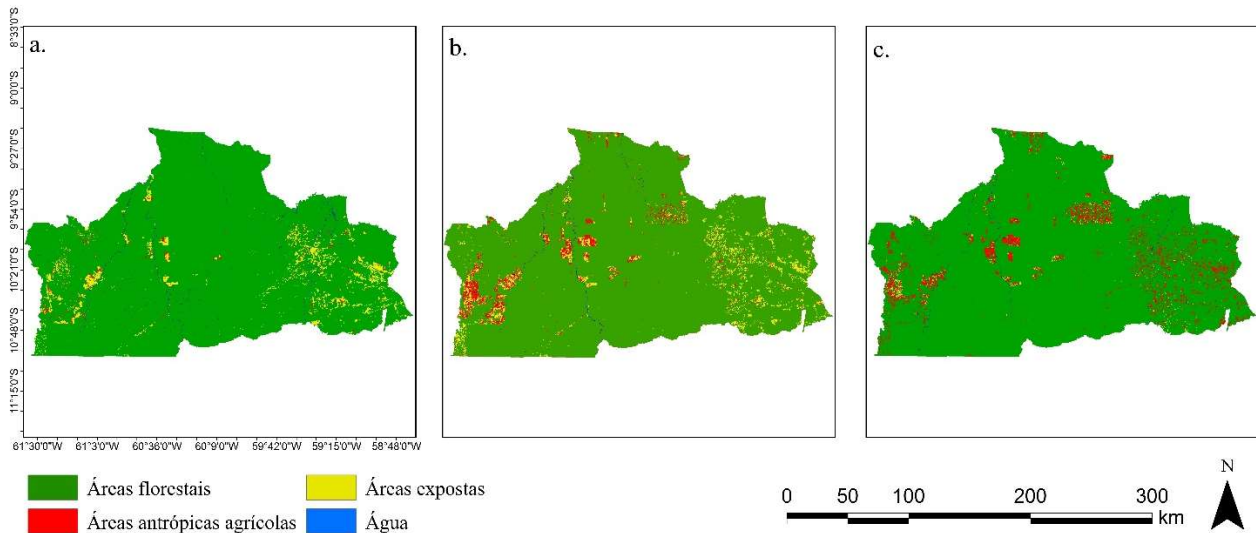 a.
b.
c.
8°33'0"S
9°0'0"S
9°27'0"S
9°54'0"S
10°21'0"S
10°48'0"S
11°15'0"S
61°30'0"W
61°3'0"W
60°36'0"W
60°9'0"W
59°42'0"W
59°15'0"W
58°48'0"W
Áreas florestais
Áreas expostas
Áreas antrópicas agrícolas
Água
0 50 100 200 300
km
N